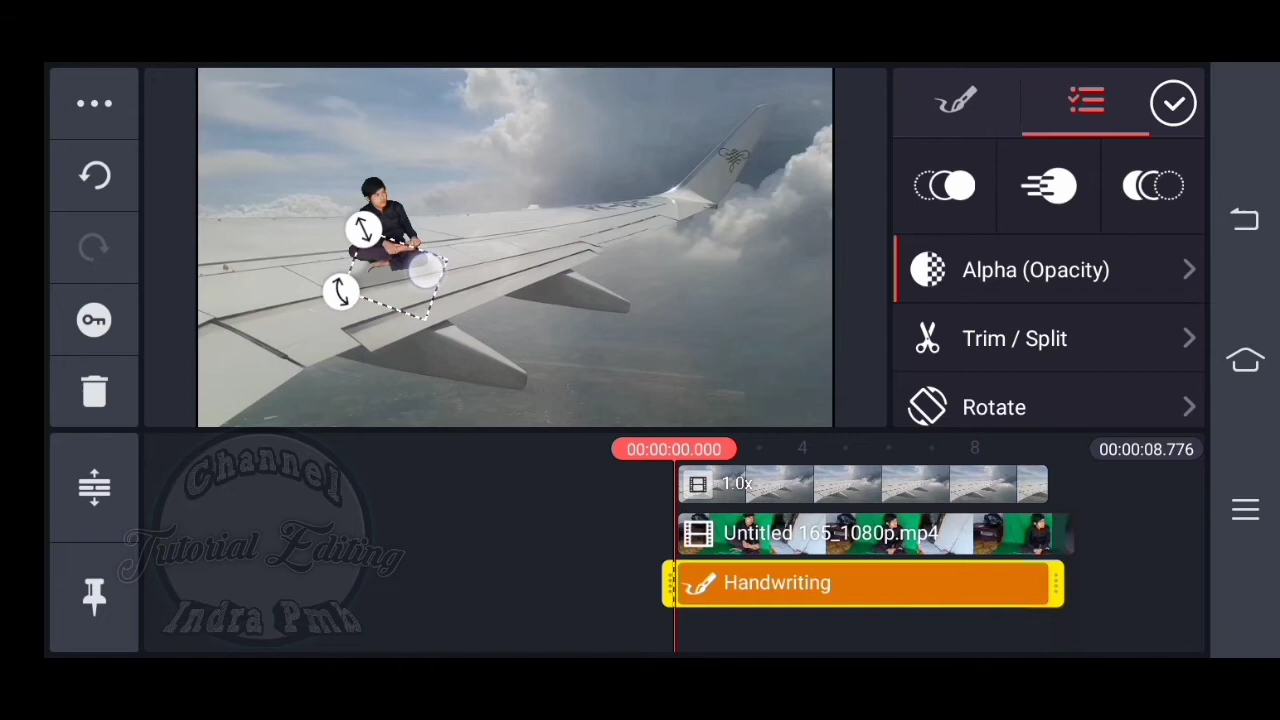 Alpha (Opacity)
Trim / Split
Rotate
00:00:00.000
4
8
00:00:08.776
1.0x
Untitled 165_1080p.mp4
Handwriting
Channel
Tutorial Editing
Indra Pmb